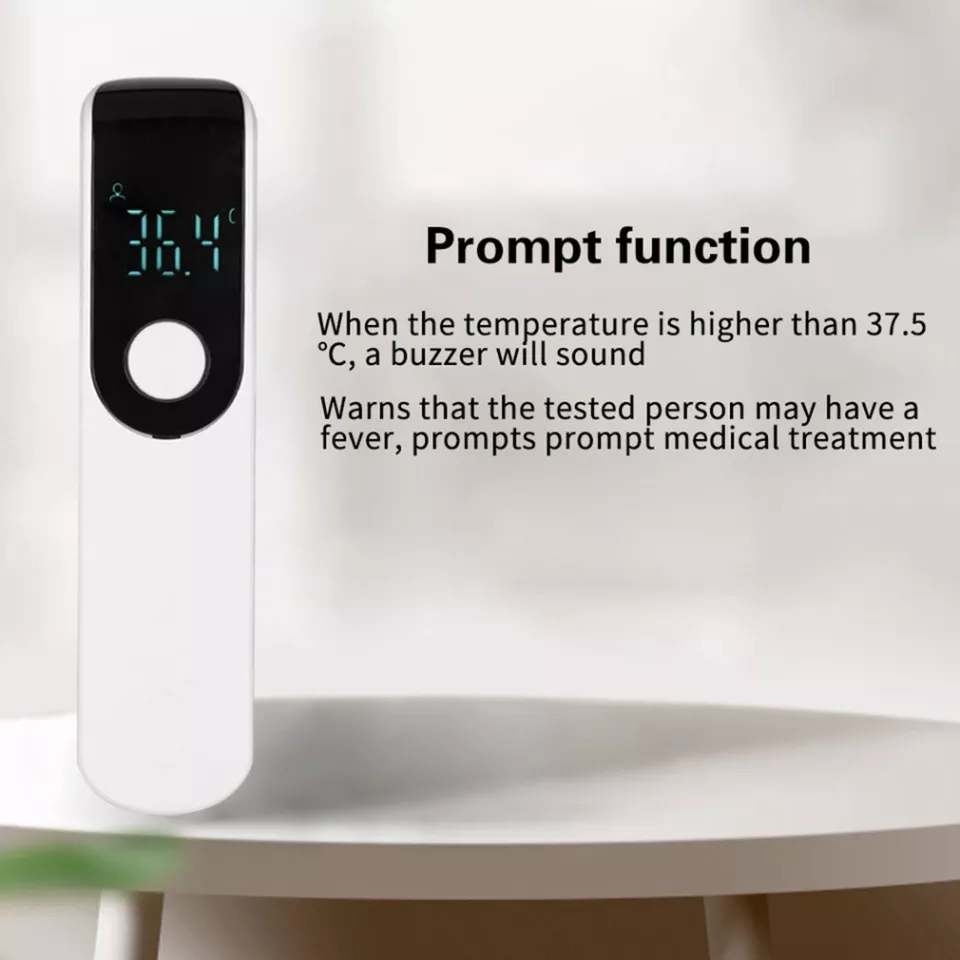 36.4
Prompt function
When the temperature is higher than 37.5
℃, a buzzer will sound
Warns that the tested person may have a
fever, prompts prompt medical treatment